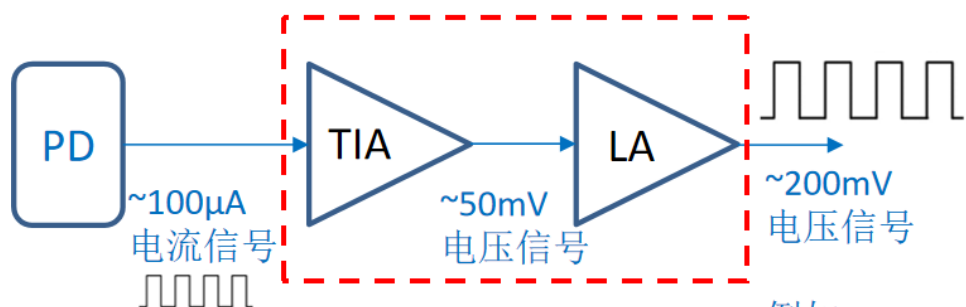 PD
TIA
LA
~100μA
电流信号
~50mV
电压信号
~200mV
电压信号